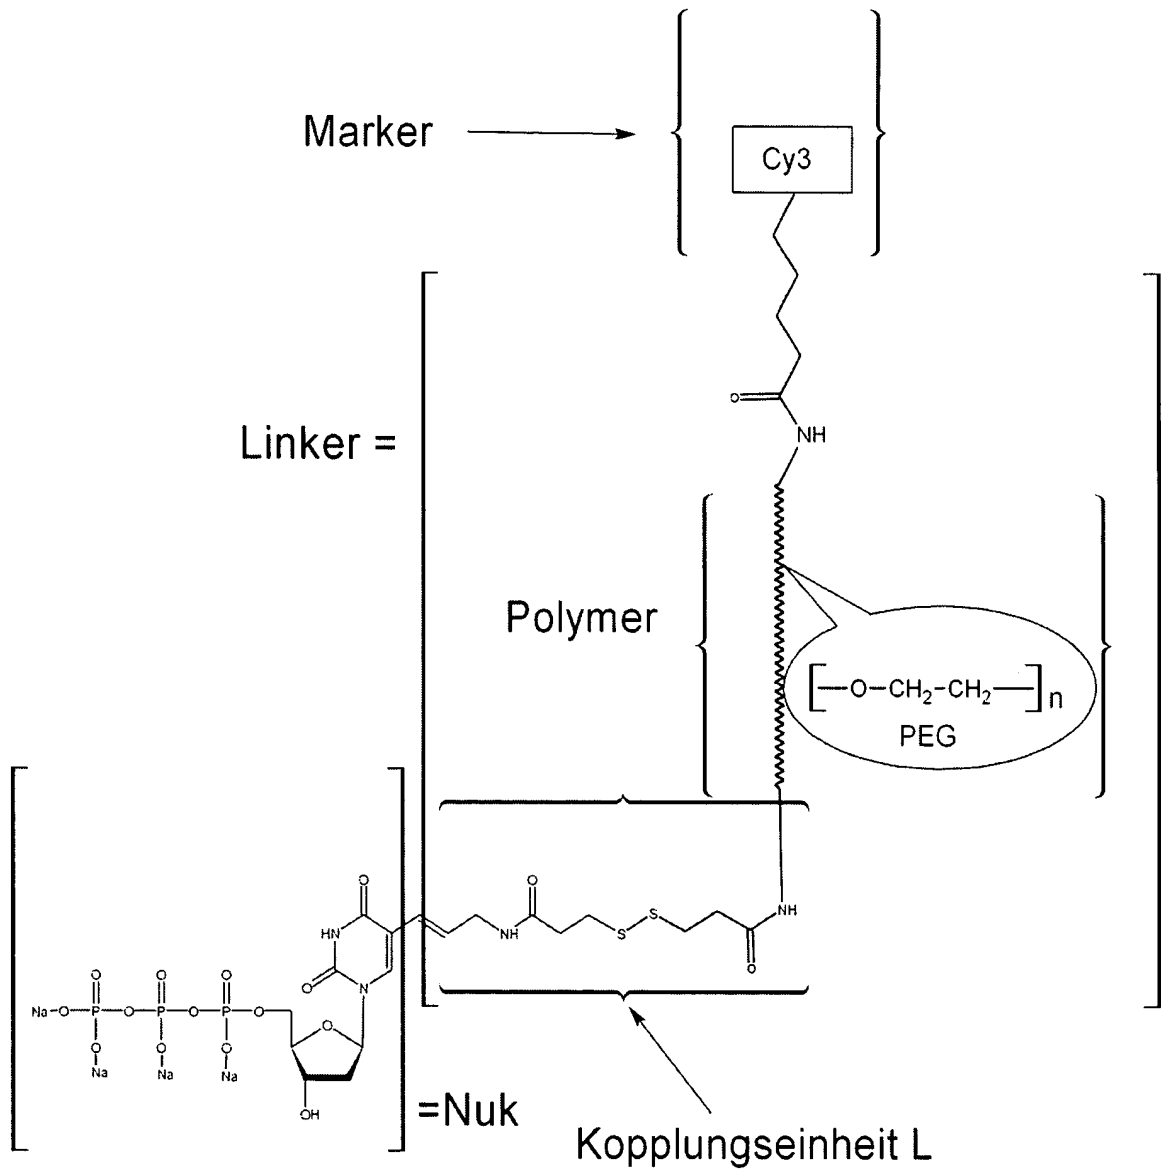 Marker
Cy3
O
NH
Linker =
Polymer
[—O—CH2—CH2—]n
PEG
O
O
HN
O
N
NH
S
S
O
NH
O O O
Na O P O P O P O
O O O
Na Na Na
O
OH
=Nuk
Kopplungseinheit L